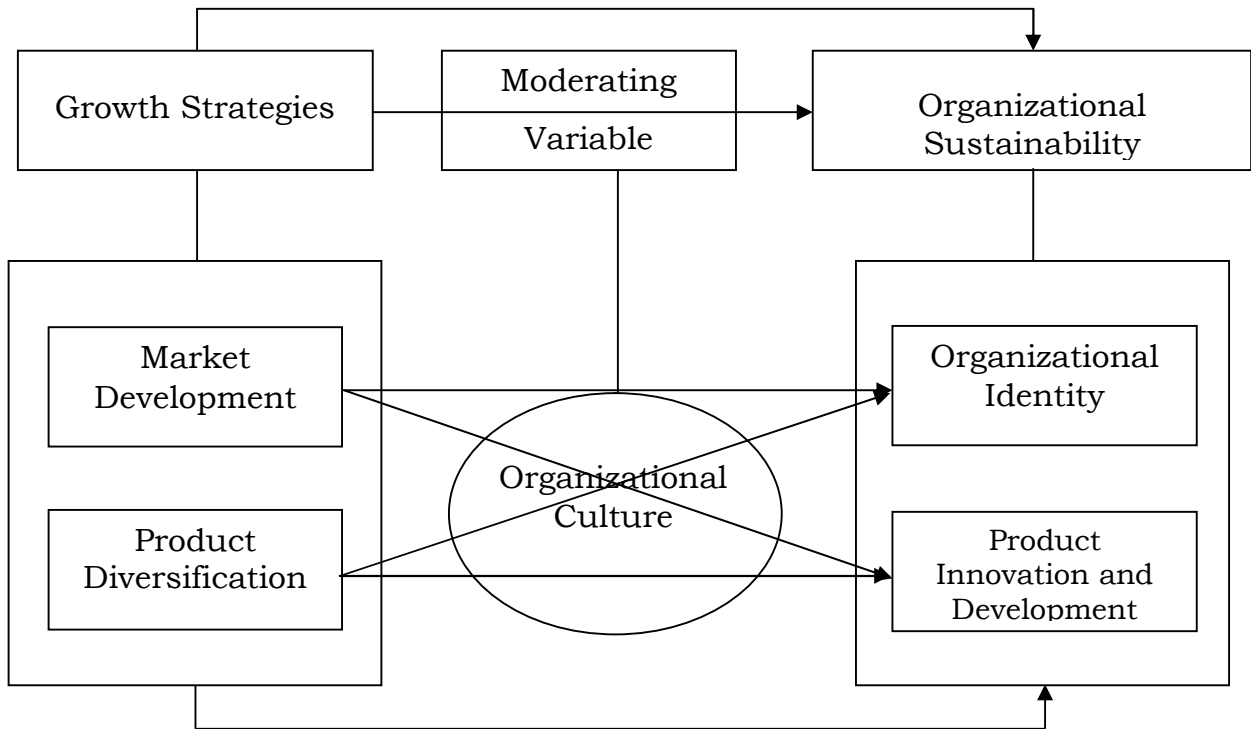 Growth Strategies
Moderating
Variable
Organizational
Sustainability
Market
Development
Organizational
Identity
Organizational
Culture
Product
Diversification
Product
Innovation and
Development